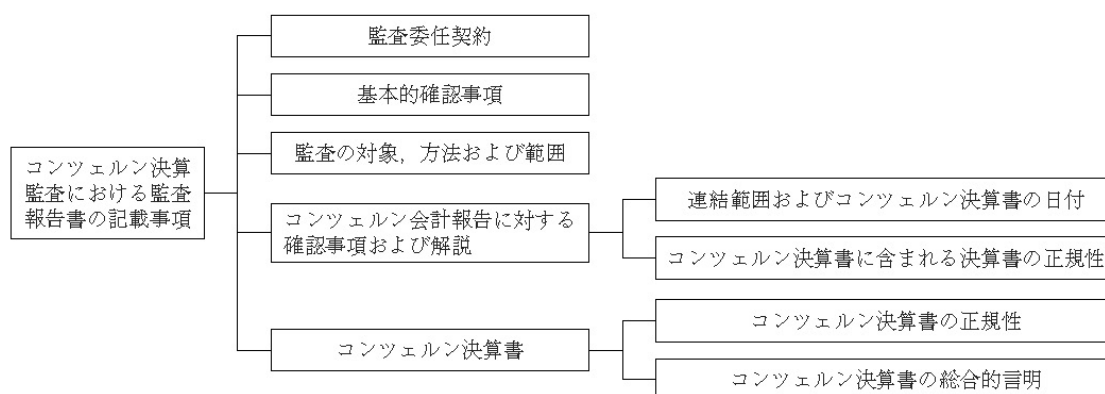 コンツェルン決算
監査における監査
報告書の記載事項
監査委任契約
基本的確認事項
監査の対象，方法および範囲
コンツェルン会計報告に対する
確認事項および解説
連結範囲およびコンツェルン決算書の日付
コンツェルン決算書に含まれる決算書の正規性
コンツェルン決算書
コンツェルン決算書の正規性
コンツェルン決算書の総合的言明